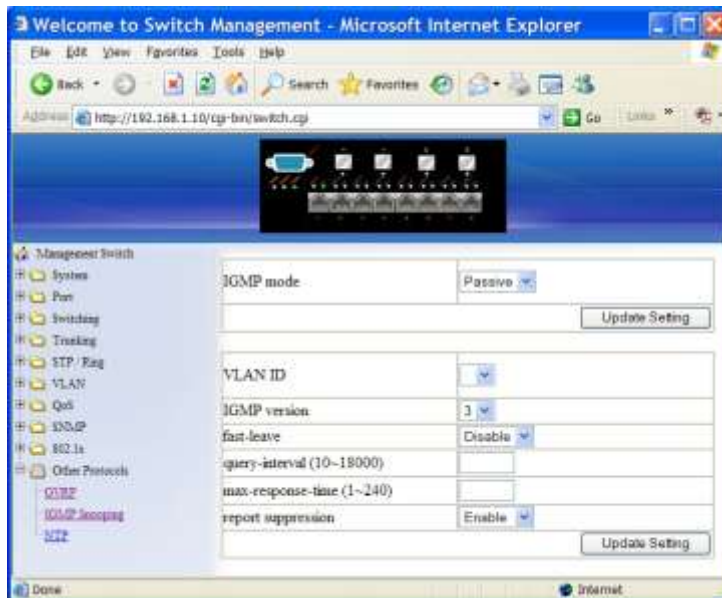 Welcome to Switch Management - Microsoft Internet Explorer
File Edit View Favorites Tools Help
Back Search Favorites
Address http://192.168.1.10/cgi-bin/switch.cgi Go Links »
Management Switch
System
Port
Switching
Trunking
STP / Ring
VLAN
QoS
SNMP
802.1x
Other Protocols
GVRP
IGMP Snooping
NTP
IGMP mode Passive
Update Setting
VLAN ID
IGMP version 3
fast-leave Disable
query-interval (10~18000)
max-response-time (1~240)
report suppression Enable
Update Setting
Done Internet